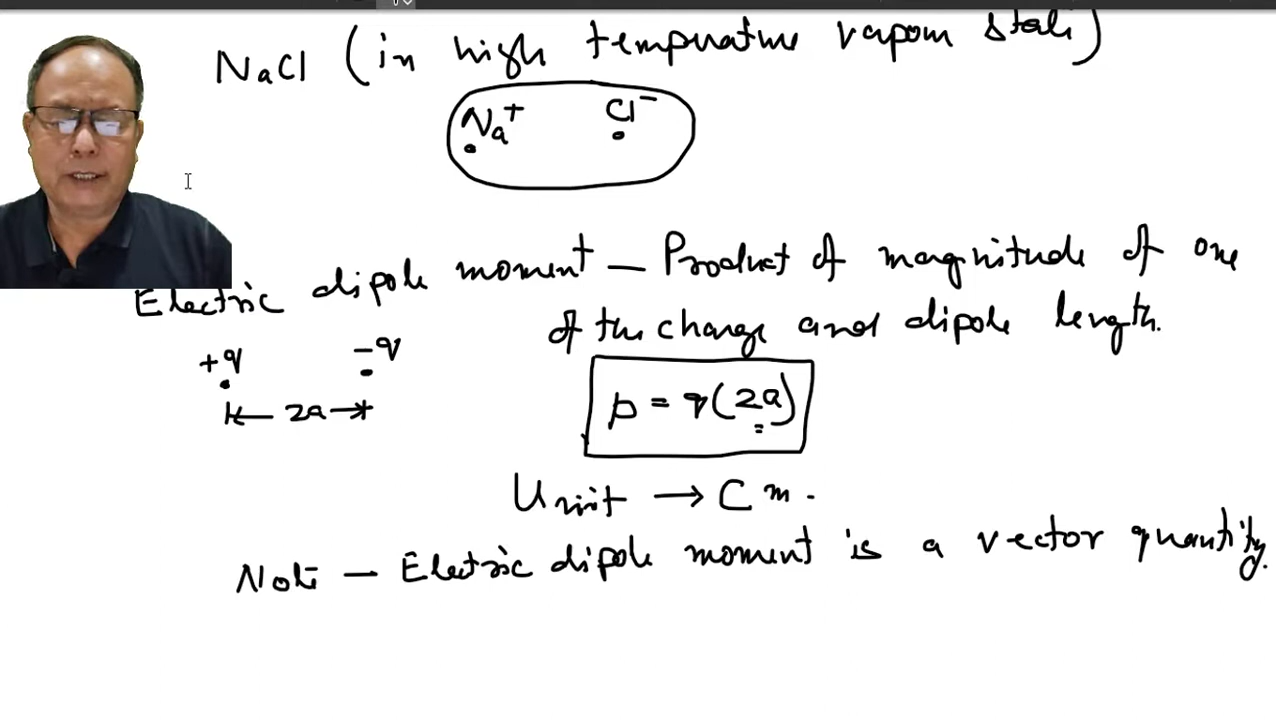 NaCl (in high temperature vapour state)
Na⁺ Cl⁻
Electric dipole moment — Product of magnitude of one
of the charge and dipole length.
+q −q
2a
p = q(2a)
Unit → C m.
Note — Electric dipole moment is a vector quantity.